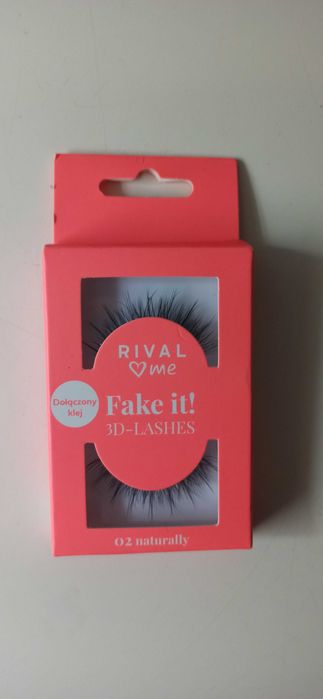 RIVAL
me
Dołączony
klej
Fake it!
3D-LASHES
02 naturally